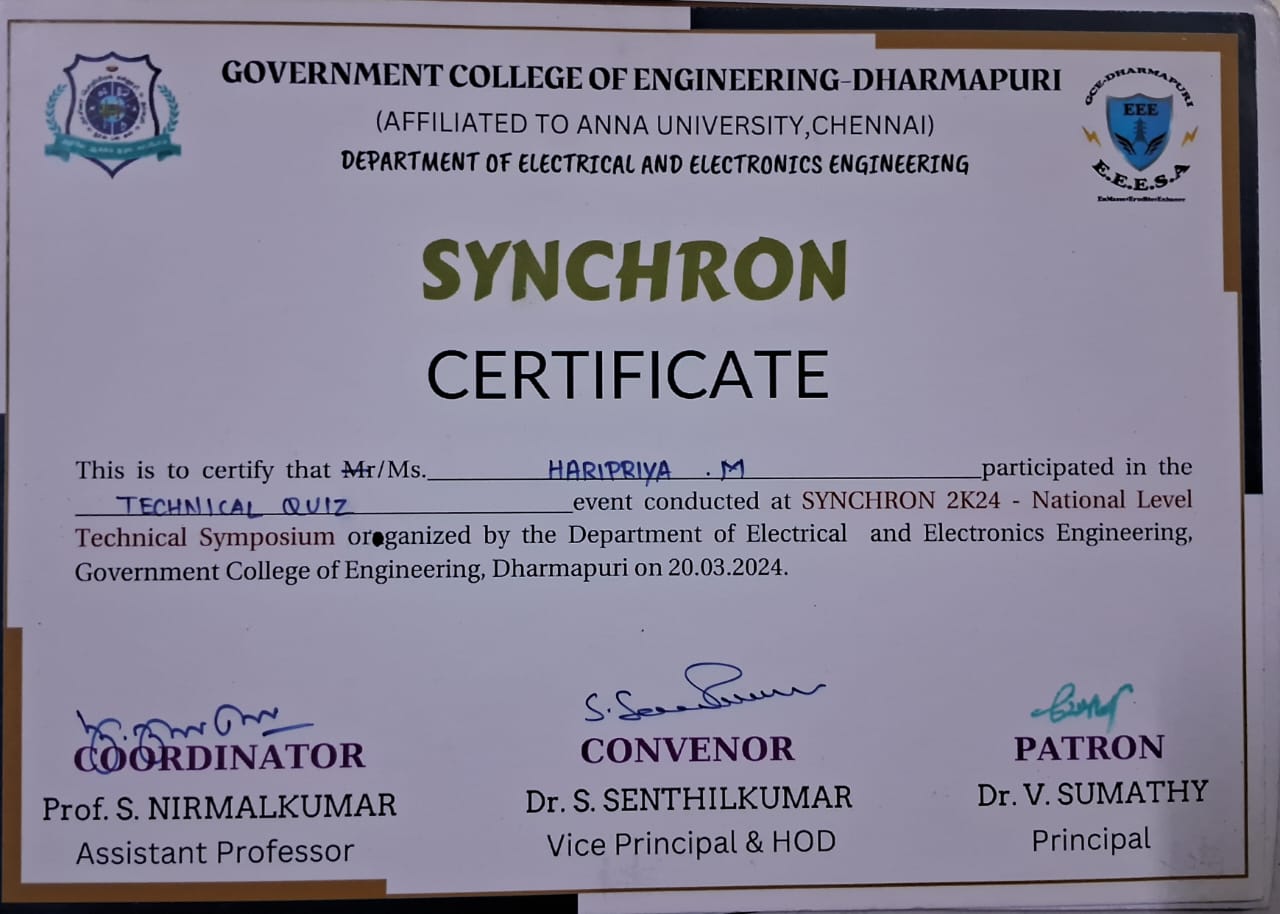 GOVERNMENT COLLEGE OF ENGINEERING-DHARMAPURI
(AFFILIATED TO ANNA UNIVERSITY,CHENNAI)
DEPARTMENT OF ELECTRICAL AND ELECTRONICS ENGINEERING
GCE-DHARMAPURI
EEE
E.E.E.S.A
SYNCHRON
CERTIFICATE
This is to certify that Mr/Ms. HARIPRIYA . M participated in the
TECHNICAL QUIZ event conducted at SYNCHRON 2K24 - National Level
Technical Symposium oroganized by the Department of Electrical and Electronics Engineering,
Government College of Engineering, Dharmapuri on 20.03.2024.
COORDINATOR
Prof. S. NIRMALKUMAR
Assistant Professor
CONVENOR
Dr. S. SENTHILKUMAR
Vice Principal & HOD
PATRON
Dr. V. SUMATHY
Principal